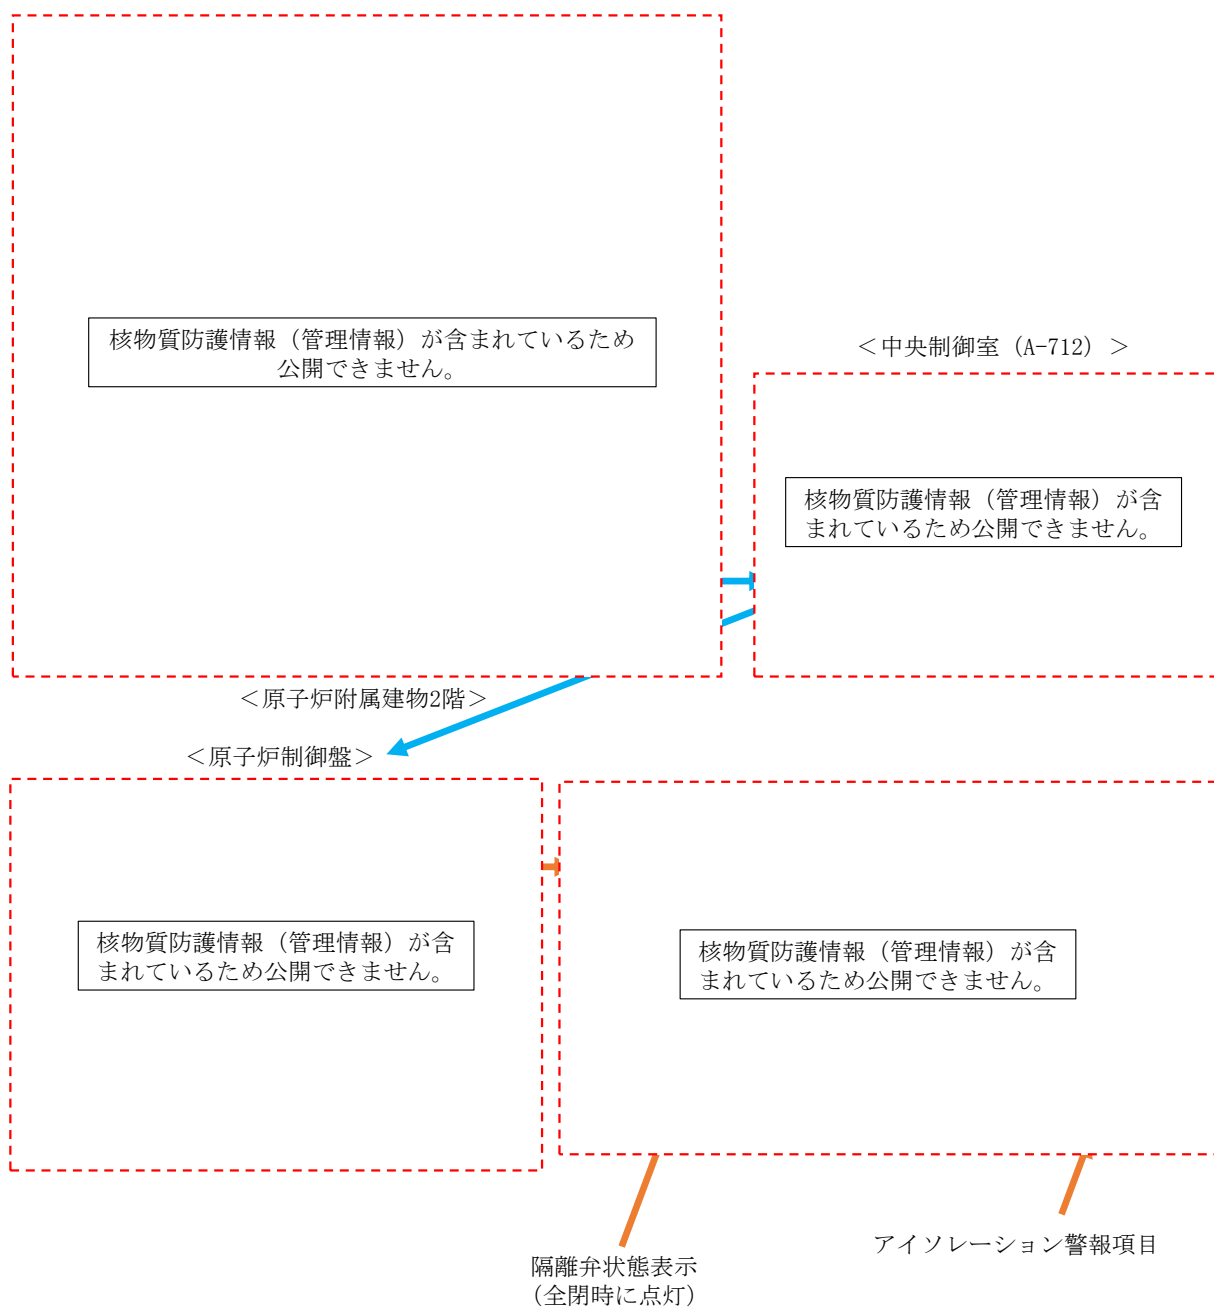 核物質防護情報（管理情報）が含まれているため
公開できません。
＜中央制御室（A-712）＞
核物質防護情報（管理情報）が含
まれているため公開できません。
＜原子炉附属建物2階＞
＜原子炉制御盤＞
核物質防護情報（管理情報）が含
まれているため公開できません。
核物質防護情報（管理情報）が含
まれているため公開できません。
隔離弁状態表示
（全閉時に点灯）
アイソレーション警報項目